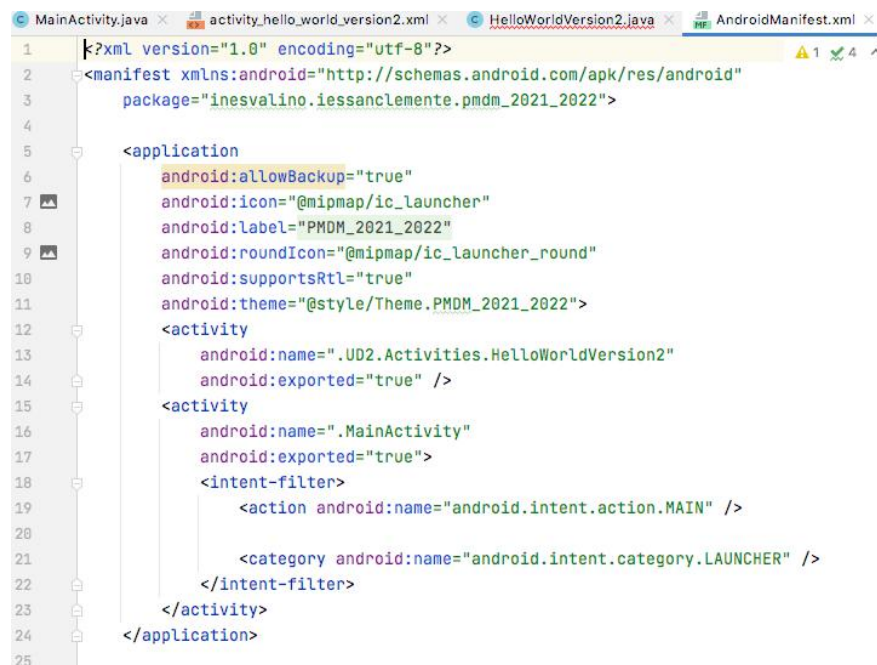 MainActivity.java × activity_hello_world_version2.xml × HelloWorldVersion2.java × AndroidManifest.xml ×
1 <?xml version="1.0" encoding="utf-8"?> 1 4
2 <manifest xmlns:android="http://schemas.android.com/apk/res/android"
3     package="inesvalino.iessanclemente.pmdm_2021_2022">
4
5     <application
6         android:allowBackup="true"
7         android:icon="@mipmap/ic_launcher"
8         android:label="PMDM_2021_2022"
9         android:roundIcon="@mipmap/ic_launcher_round"
10         android:supportsRtl="true"
11         android:theme="@style/Theme.PMDM_2021_2022">
12         <activity
13             android:name=".UD2.Activities.HelloWorldVersion2"
14             android:exported="true" />
15         <activity
16             android:name=".MainActivity"
17             android:exported="true">
18             <intent-filter>
19                 <action android:name="android.intent.action.MAIN" />
20
21                 <category android:name="android.intent.category.LAUNCHER" />
22             </intent-filter>
23         </activity>
24     </application>
25